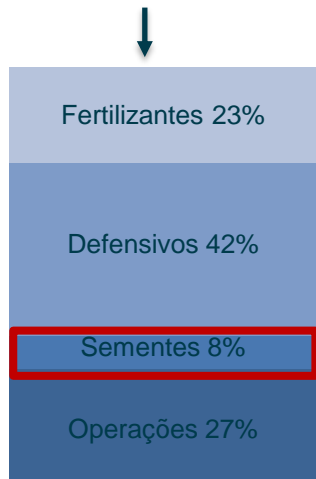 Fertilizantes 23%
Defensivos 42%
Sementes 8%
Operações 27%